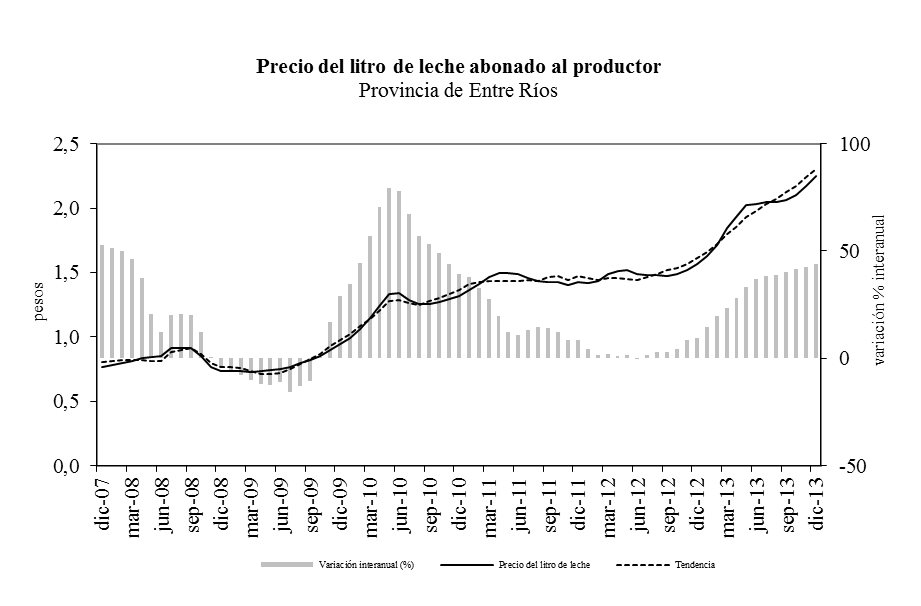 Precio del litro de leche abonado al productor
Provincia de Entre Ríos
2,5
2,0
1,5
1,0
0,5
0,0
pesos
100
50
0
-50
variación % interanual
dic-07
mar-08
jun-08
sep-08
dic-08
mar-09
jun-09
sep-09
dic-09
mar-10
jun-10
sep-10
dic-10
mar-11
jun-11
sep-11
dic-11
mar-12
jun-12
sep-12
dic-12
mar-13
jun-13
sep-13
dic-13
Variación interanual (%)
Precio del litro de leche
Tendencia